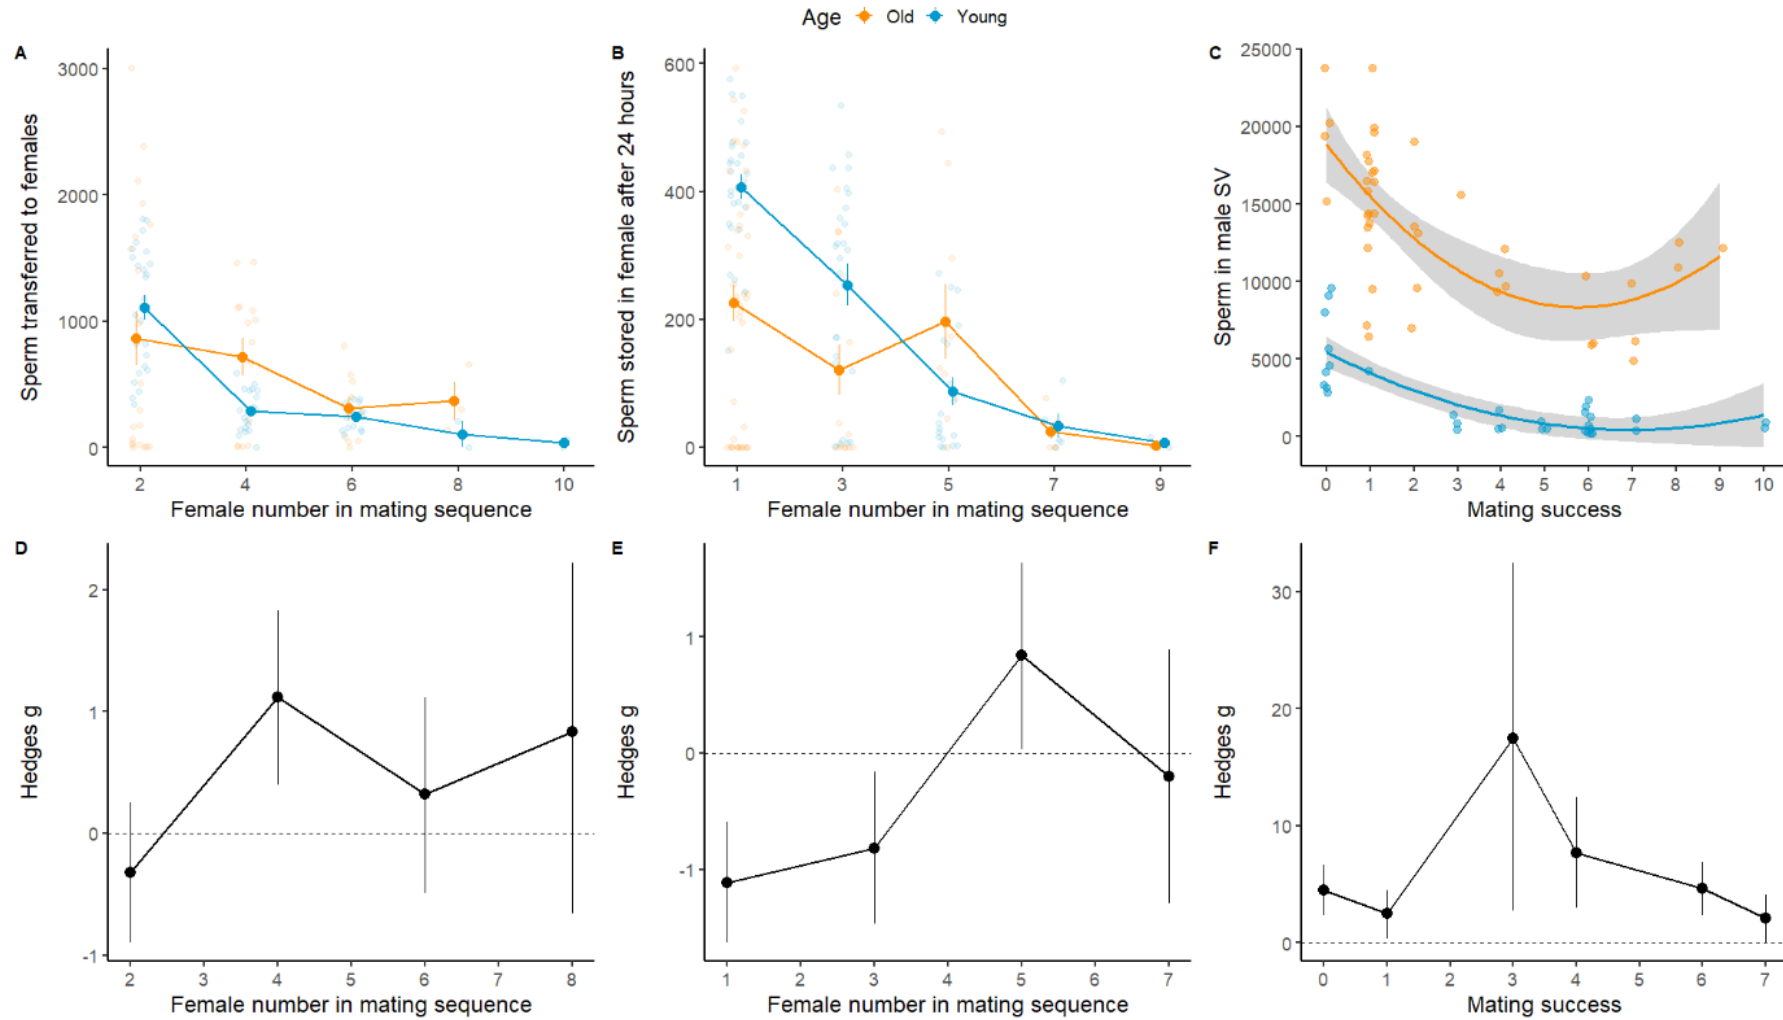 Age Old Young
A
Sperm transferred to females
3000
2000
1000
0
2 4 6 8 10
Female number in mating sequence
B
Sperm stored in female after 24 hours
600
400
200
0
1 3 5 7 9
Female number in mating sequence
C
Sperm in male SV
25000
20000
15000
10000
5000
0
0 1 2 3 4 5 6 7 8 9 10
Mating success
D
Hedges g
2
1
0
-1
2 3 4 5 6 7 8
Female number in mating sequence
E
Hedges g
1
0
-1
1 2 3 4 5 6 7
Female number in mating sequence
F
Hedges g
30
20
10
0
0 1 2 3 4 5 6 7
Mating success